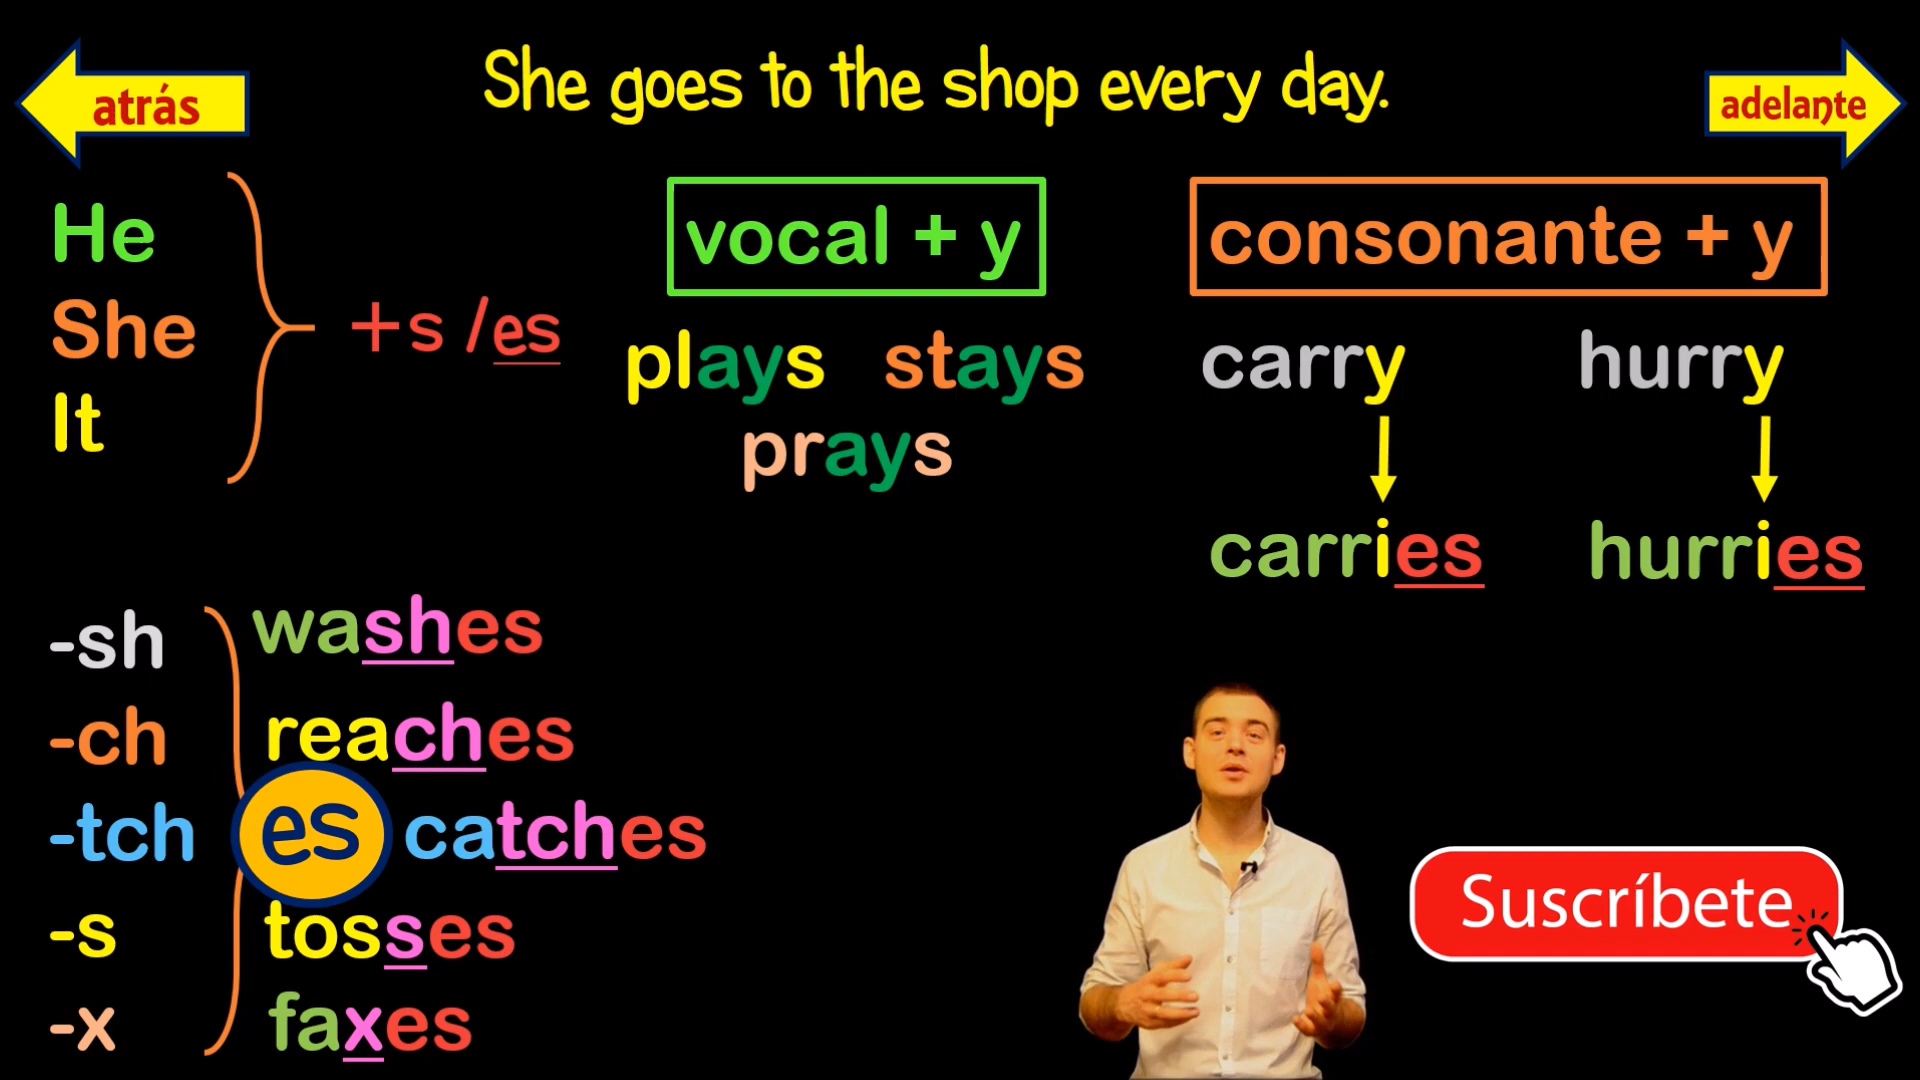 atrás
She goes to the shop every day.
adelante
He
She
It
+s /es
vocal + y
plays stays
prays
consonante + y
carry hurry
carries hurries
-sh washes
-ch reaches
-tch es catches
-s tosses
-x faxes
Suscríbete